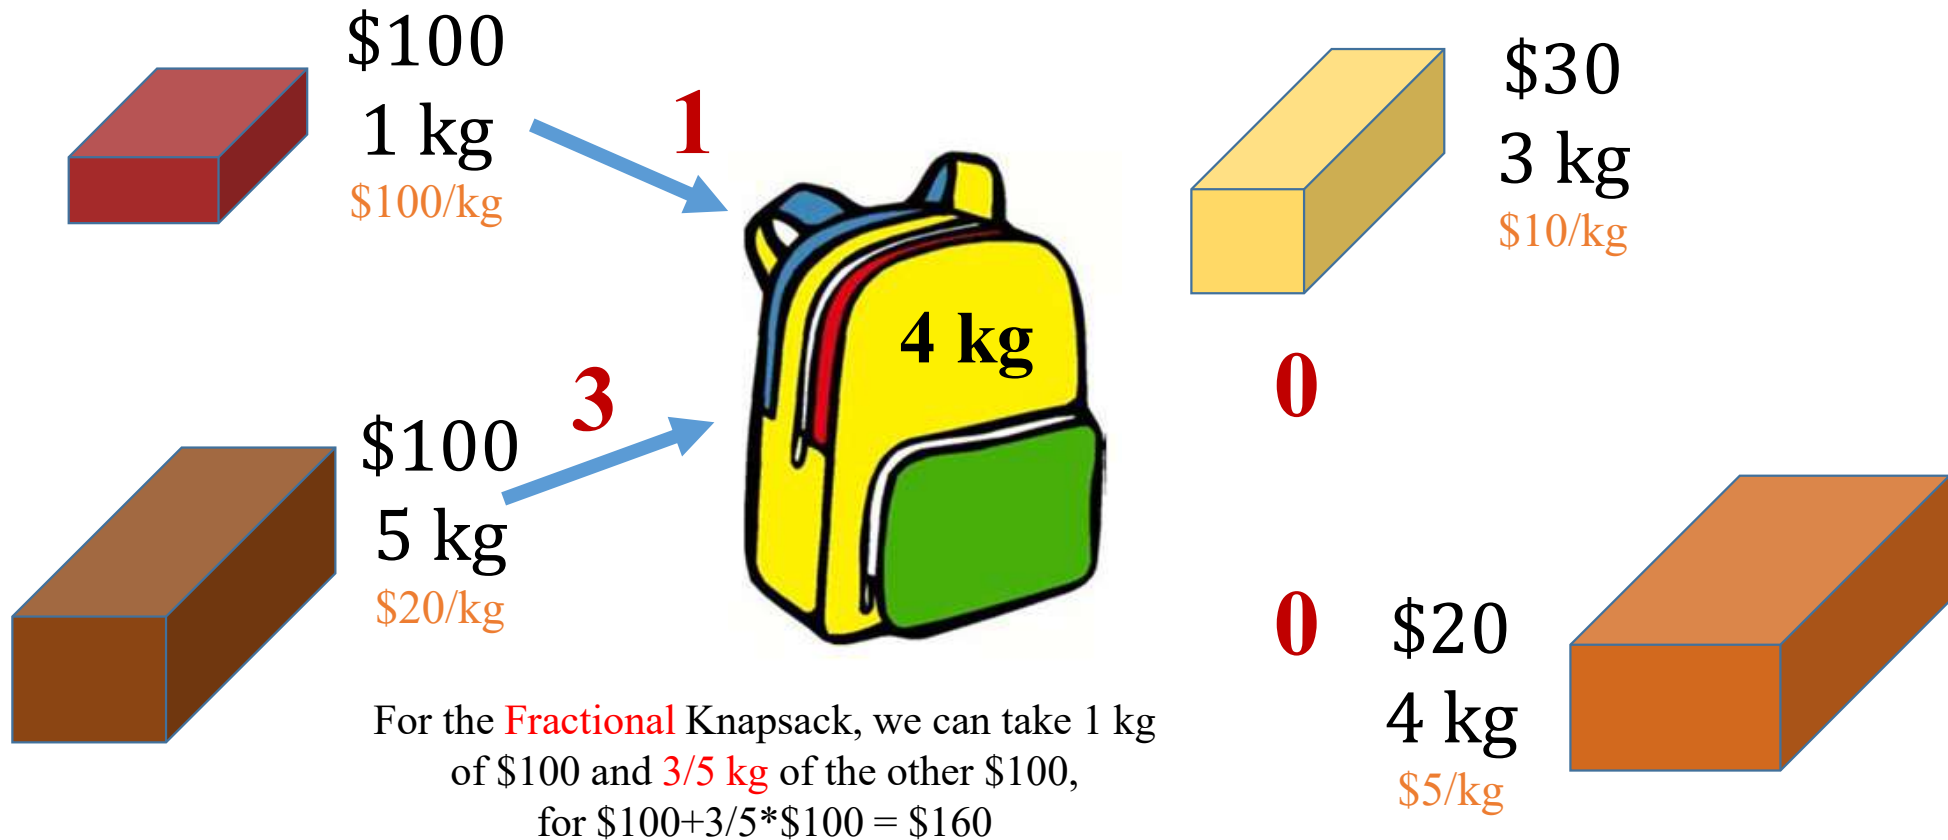 $100
1 kg
$100/kg
1
$30
3 kg
$10/kg
4 kg
3
0
$100
5 kg
$20/kg
0
$20
4 kg
$5/kg
For the Fractional Knapsack, we can take 1 kg
of $100 and 3/5 kg of the other $100,
for $100+3/5*$100 = $160